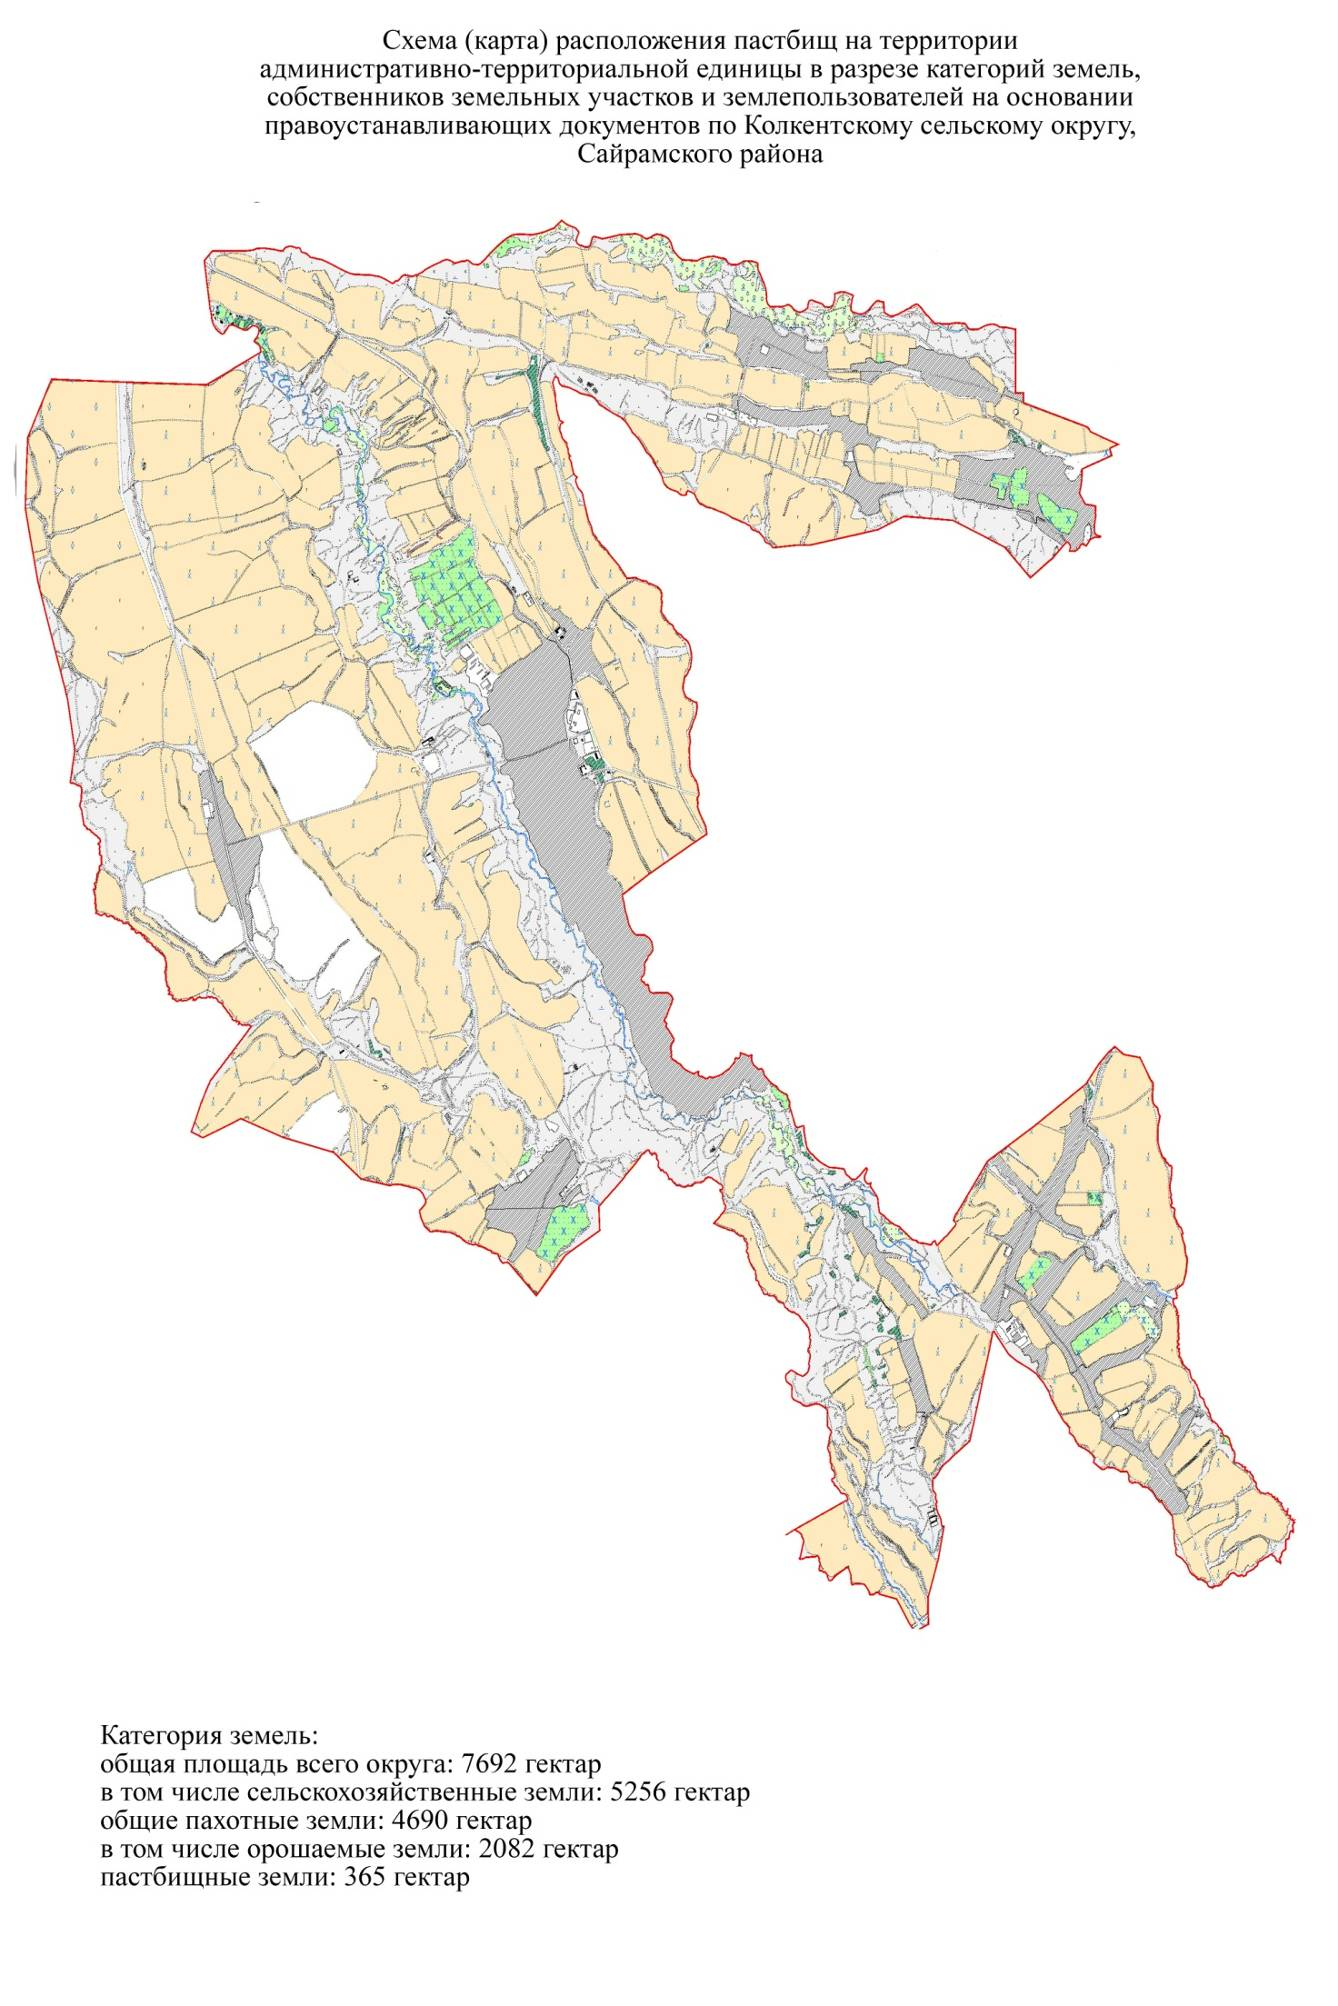 Схема (карта) расположения пастбищ на территории
административно-территориальной единицы в разрезе категорий земель,
собственников земельных участков и землепользователей на основании
правоустанавливающих документов по Колкентскому сельскому округу,
Сайрамского района
Категория земель:
общая площадь всего округа: 7692 гектар
в том числе сельскохозяйственные земли: 5256 гектар
общие пахотные земли: 4690 гектар
в том числе орошаемые земли: 2082 гектар
пастбищные земли: 365 гектар